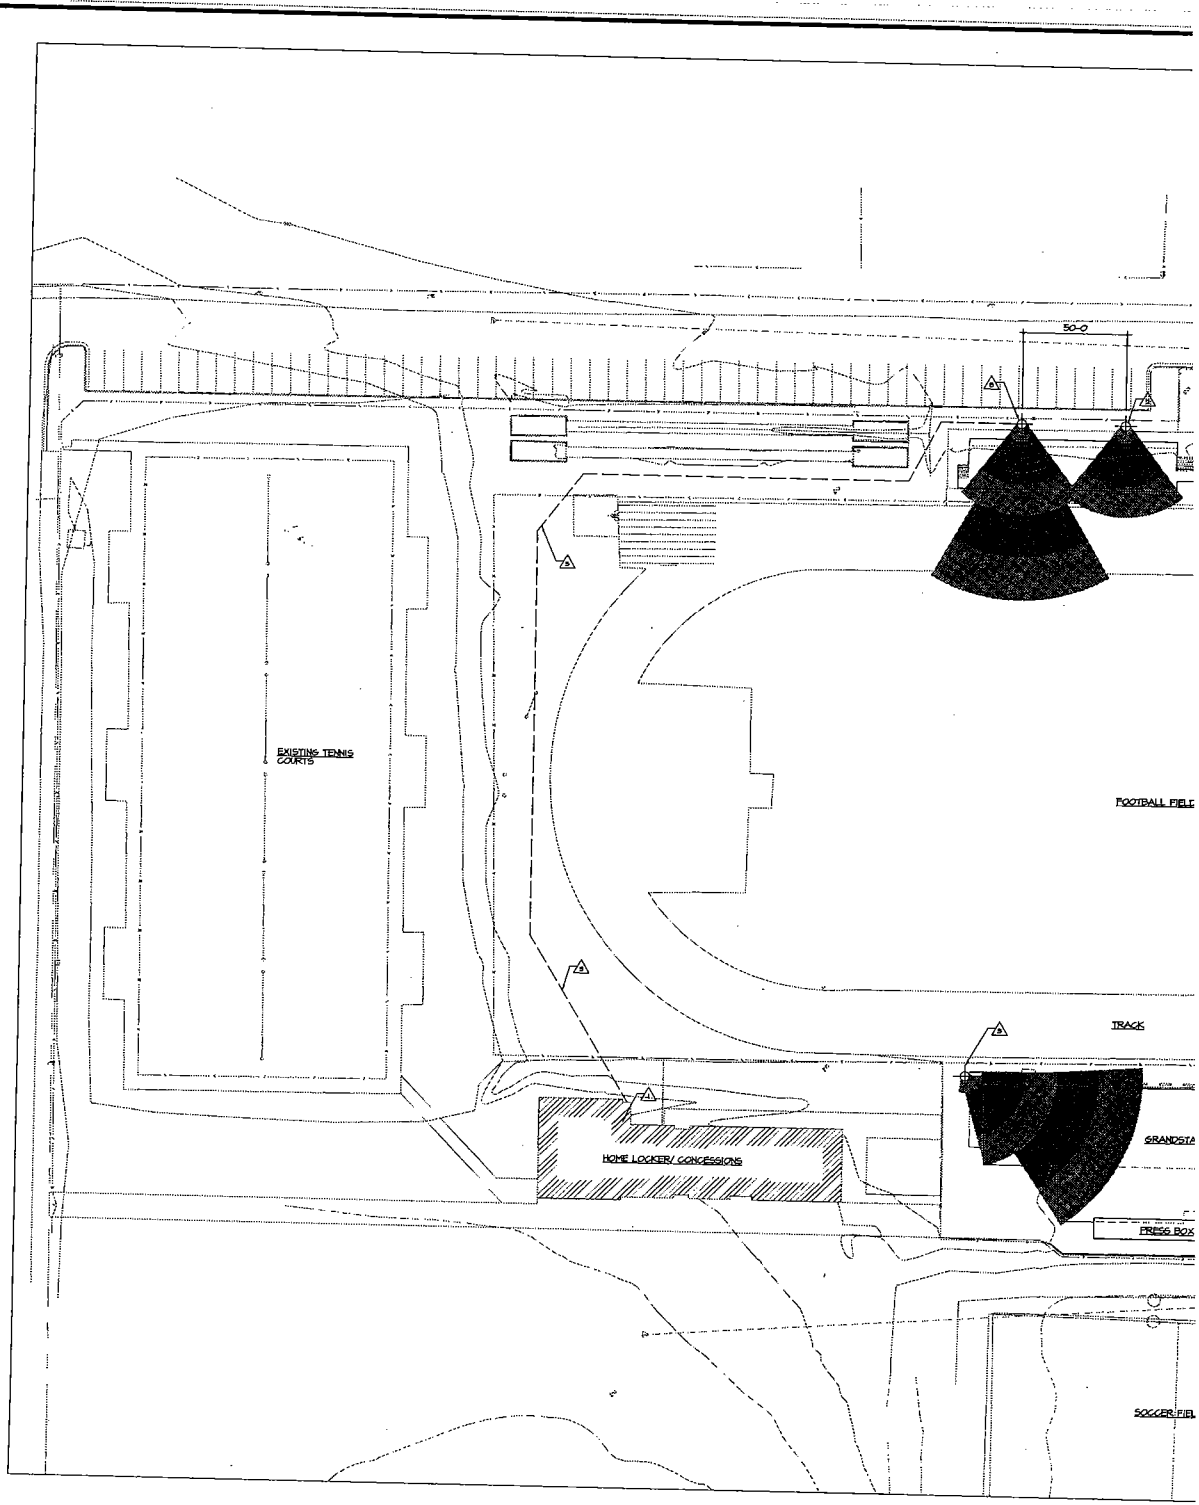 50-0
EXISTING TENNIS
COURTS
FOOTBALL FIELD
TRACK
HOME LOCKER/ CONCESSIONS
GRANDSTA
PRESS BOX
SOCCER FIEL